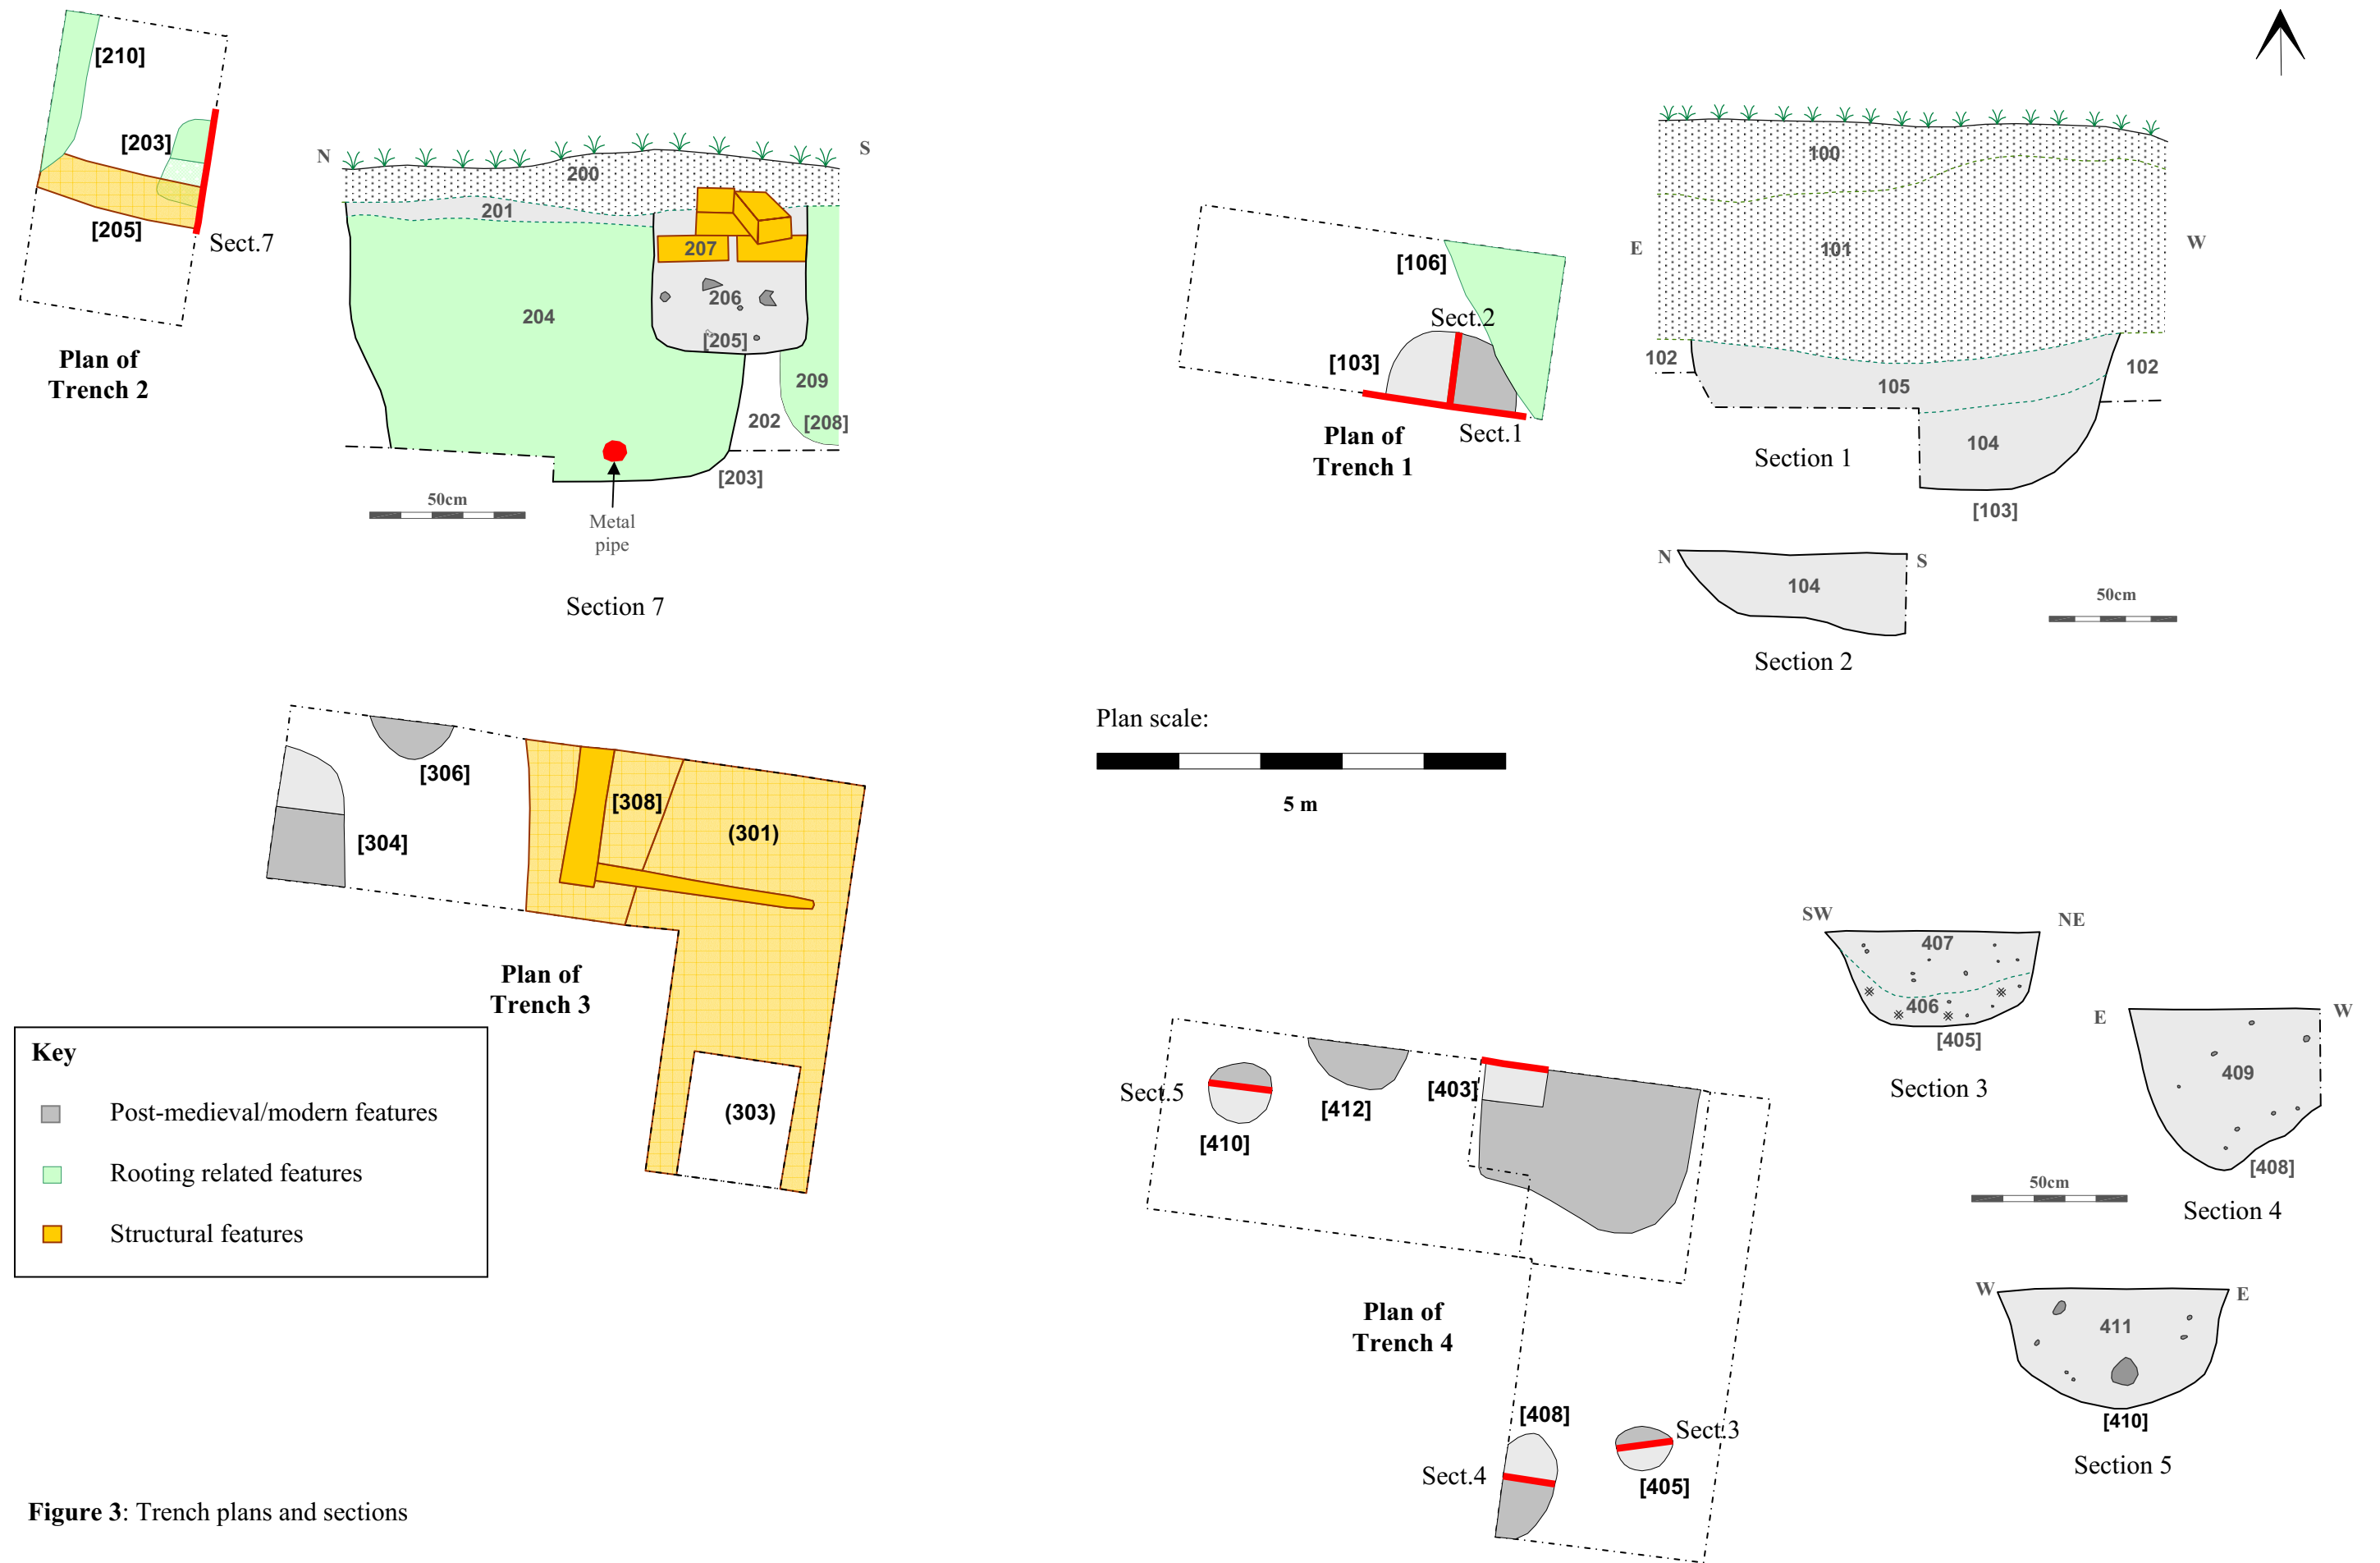 [210]
[203]
[205]
Sect.7
Plan of
Trench 2
N
S
200
201
207
204
206
[205]
209
202
[208]
[203]
50cm
Metal
pipe
Section 7
[106]
Sect.2
[103]
Sect.1
Plan of
Trench 1
100
E
101
W
102
102
105
104
Section 1
[103]
N
S
104
50cm
Section 2
Plan scale:
5 m
[306]
[308]
(301)
[304]
Plan of
Trench 3
(303)
Key
Post-medieval/modern features
Rooting related features
Structural features
Sect.5
[403]
[412]
[410]
Plan of
Trench 4
[408]
Sect.3
Sect.4
[405]
SW
NE
407
406
[405]
Section 3
E
W
409
[408]
50cm
Section 4
W
E
411
[410]
Section 5
Figure 3: Trench plans and sections